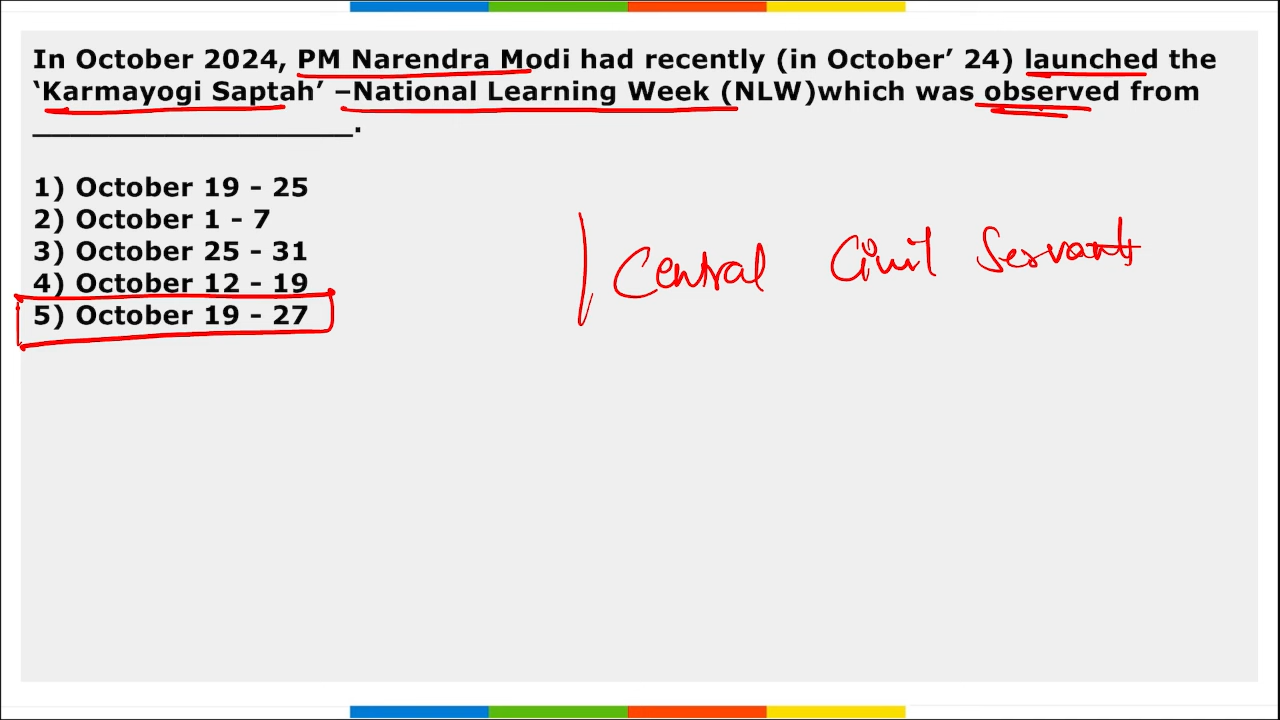 In October 2024, PM Narendra Modi had recently (in October’ 24) launched the
‘Karmayogi Saptah’ –National Learning Week (NLW)which was observed from
___________________.
1) October 19 - 25
2) October 1 - 7
3) October 25 - 31
4) October 12 - 19
5) October 19 - 27
Central Civil Servants